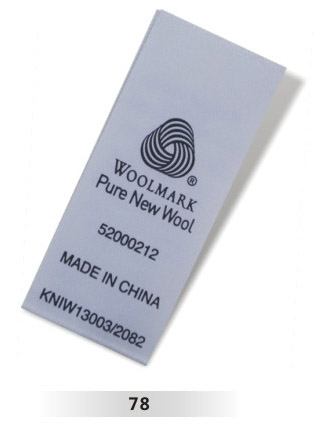 ®
WOOLMARK
Pure New Wool
52000212
MADE IN CHINA
KNIW13003/2082
78